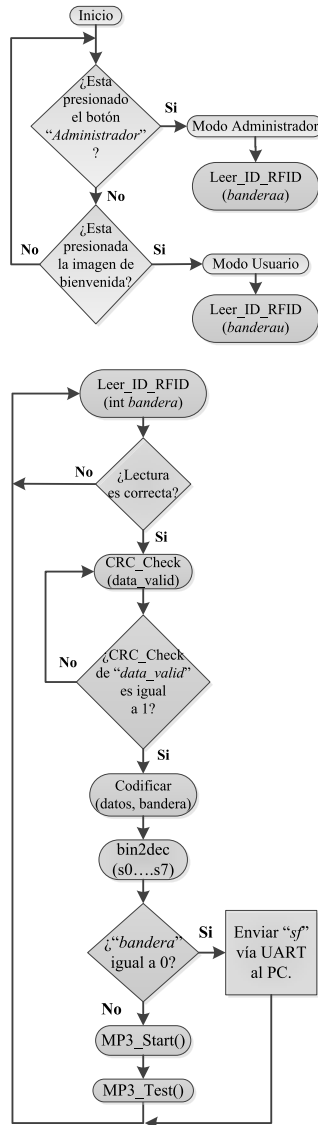 Inicio
¿Esta
presionado
el botón
“Administrador”
?
Si
Modo Administrador
Leer_ID_RFID
(banderaa)
No
¿Esta
presionada
la imagen de
bienvenida?
No
Si
Modo Usuario
Leer_ID_RFID
(banderau)
Leer_ID_RFID
(int bandera)
No
¿Lectura
es correcta?
Si
CRC_Check
(data_valid)
No
¿CRC_Check
de “data_valid”
es igual
a 1?
Si
Codificar
(datos, bandera)
bin2dec
(s0….s7)
¿“bandera”
igual a 0?
Si
Enviar “sf”
vía UART
al PC.
No
MP3_Start()
MP3_Test()